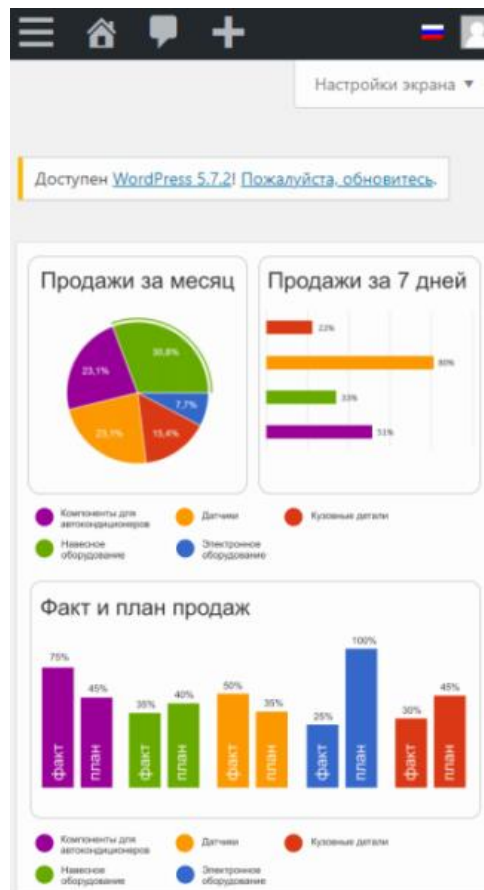 Настройки экрана
Доступен WordPress 5.7.2! Пожалуйста, обновитесь.
Продажи за месяц
30,8%
23,1%
7,7%
23,1%
15,4%
Продажи за 7 дней
22%
80%
33%
51%
Компоненты для
автокондиционеров
Датчики
Кузовные детали
Навесное
оборудование
Электронное
оборудование
Факт и план продаж
75%
45%
35%
40%
50%
35%
25%
100%
30%
45%
факт
план
факт
план
факт
план
факт
план
факт
план
Компоненты для
автокондиционеров
Датчики
Кузовные детали
Навесное
оборудование
Электронное
оборудование